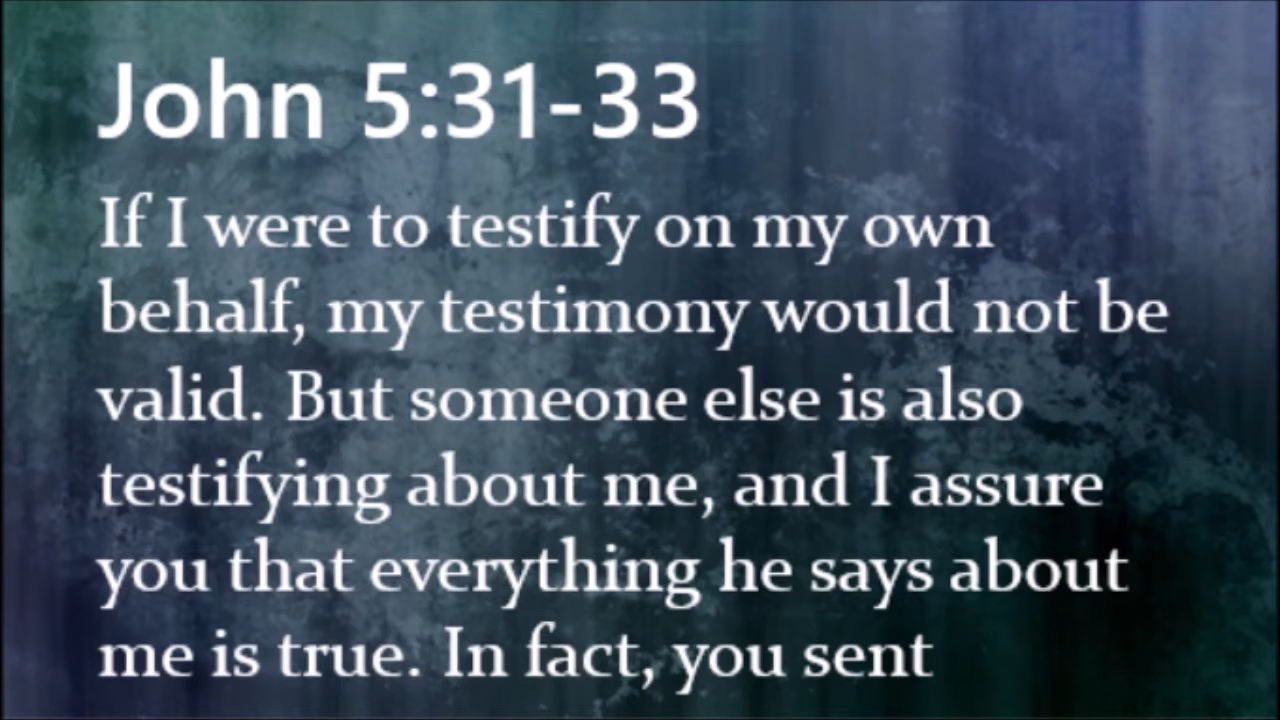 John 5:31-33
If I were to testify on my own
behalf, my testimony would not be
valid. But someone else is also
testifying about me, and I assure
you that everything he says about
me is true. In fact, you sent